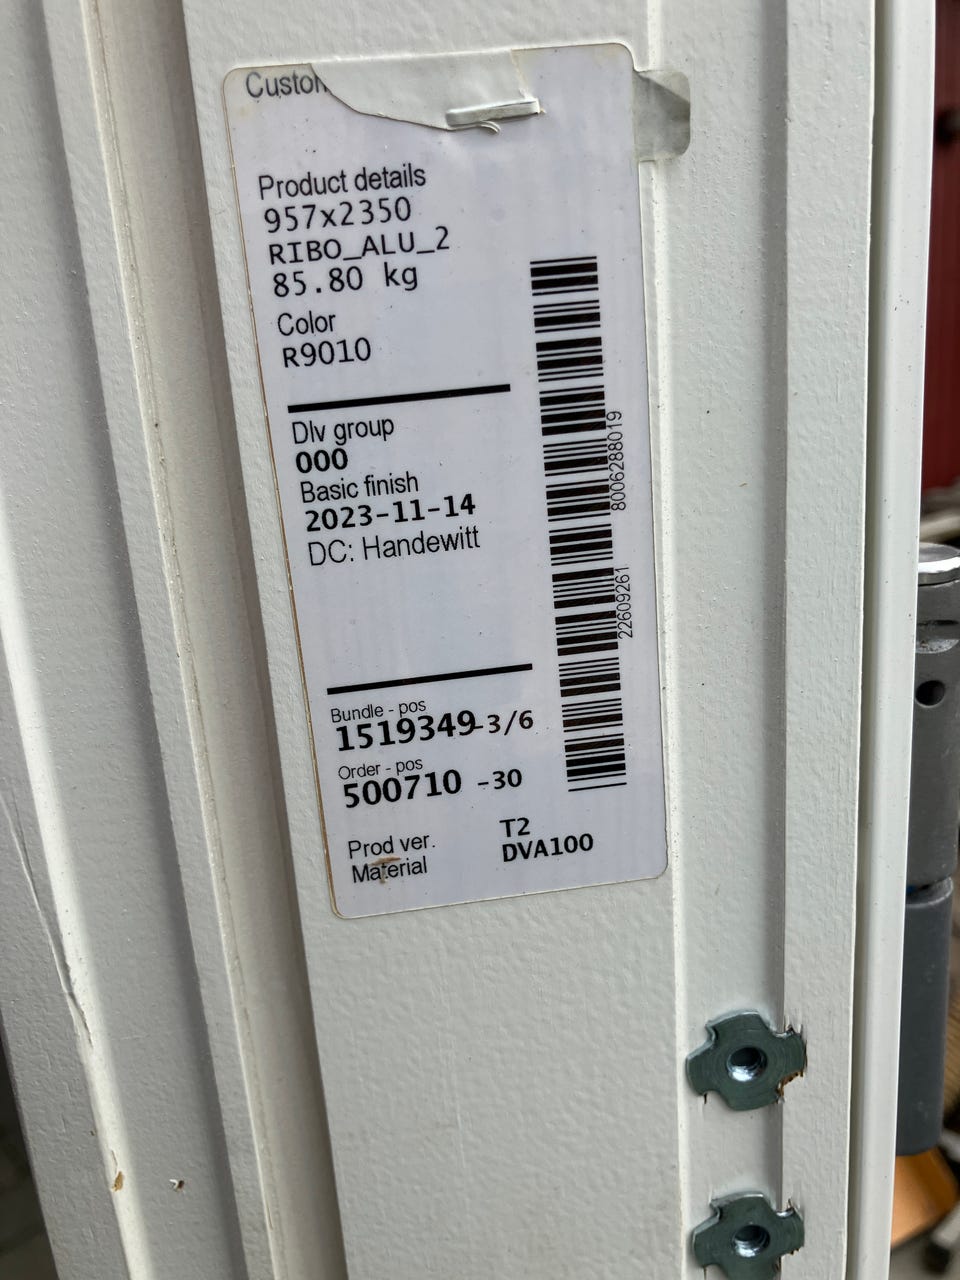 Custom
Product details
957x2350
RIBO_ALU_2
85.80 kg
Color
R9010
Dlv group
000
Basic finish
2023-11-14
DC: Handewitt
Bundle - pos
1519349-3/6
Order - pos
500710 -30
Prod ver. T2
Material DVA100
8006288019
22609261